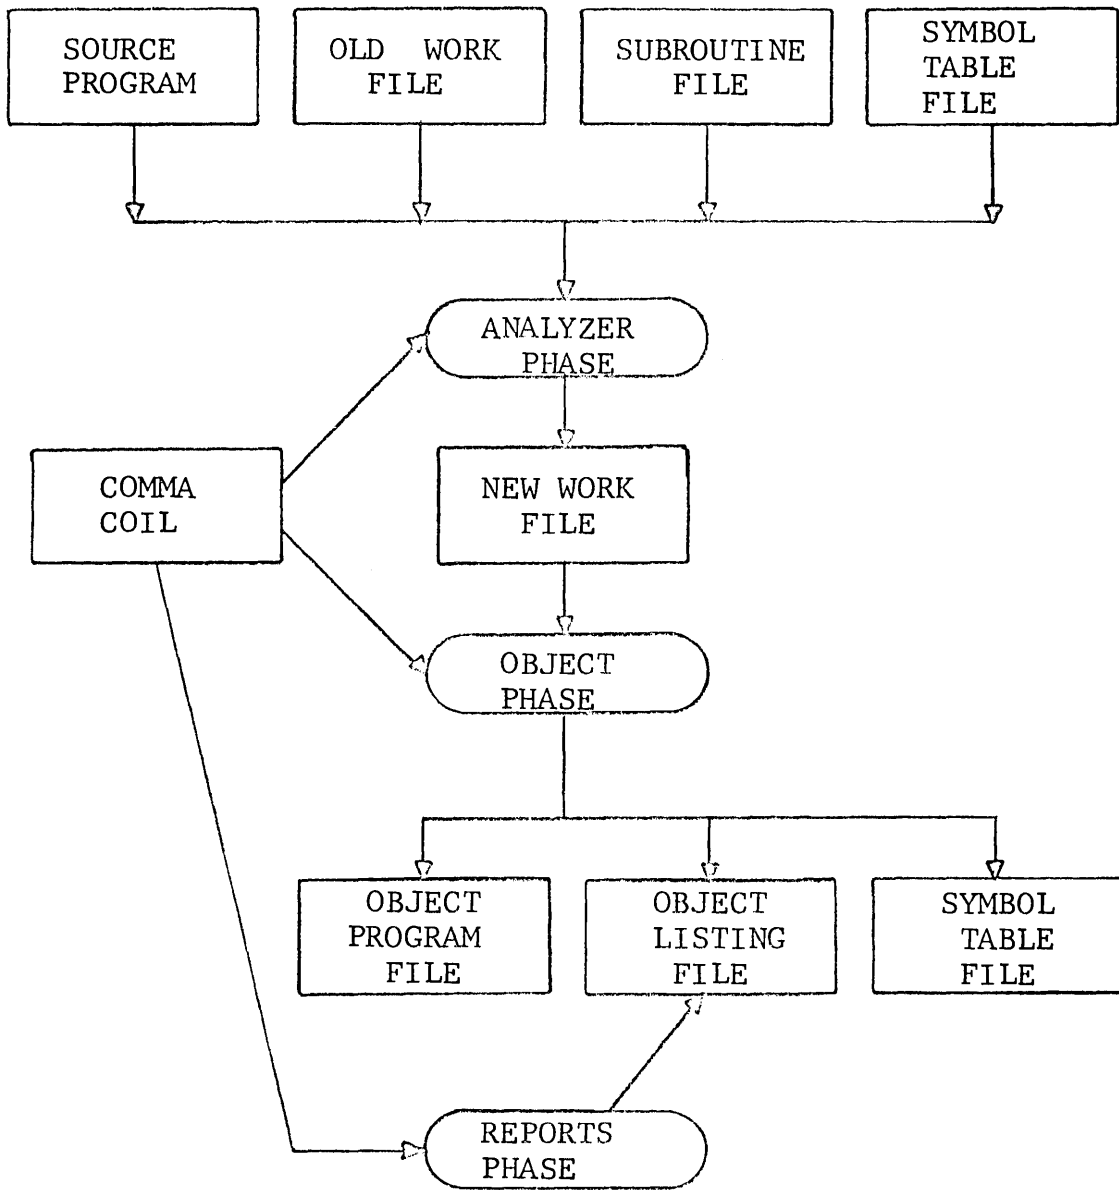 SOURCE
PROGRAM
OLD WORK
FILE
SUBROUTINE
FILE
SYMBOL
TABLE
FILE
ANALYZER
PHASE
COMMA
COIL
NEW WORK
FILE
OBJECT
PHASE
OBJECT
PROGRAM
FILE
OBJECT
LISTING
FILE
SYMBOL
TABLE
FILE
REPORTS
PHASE